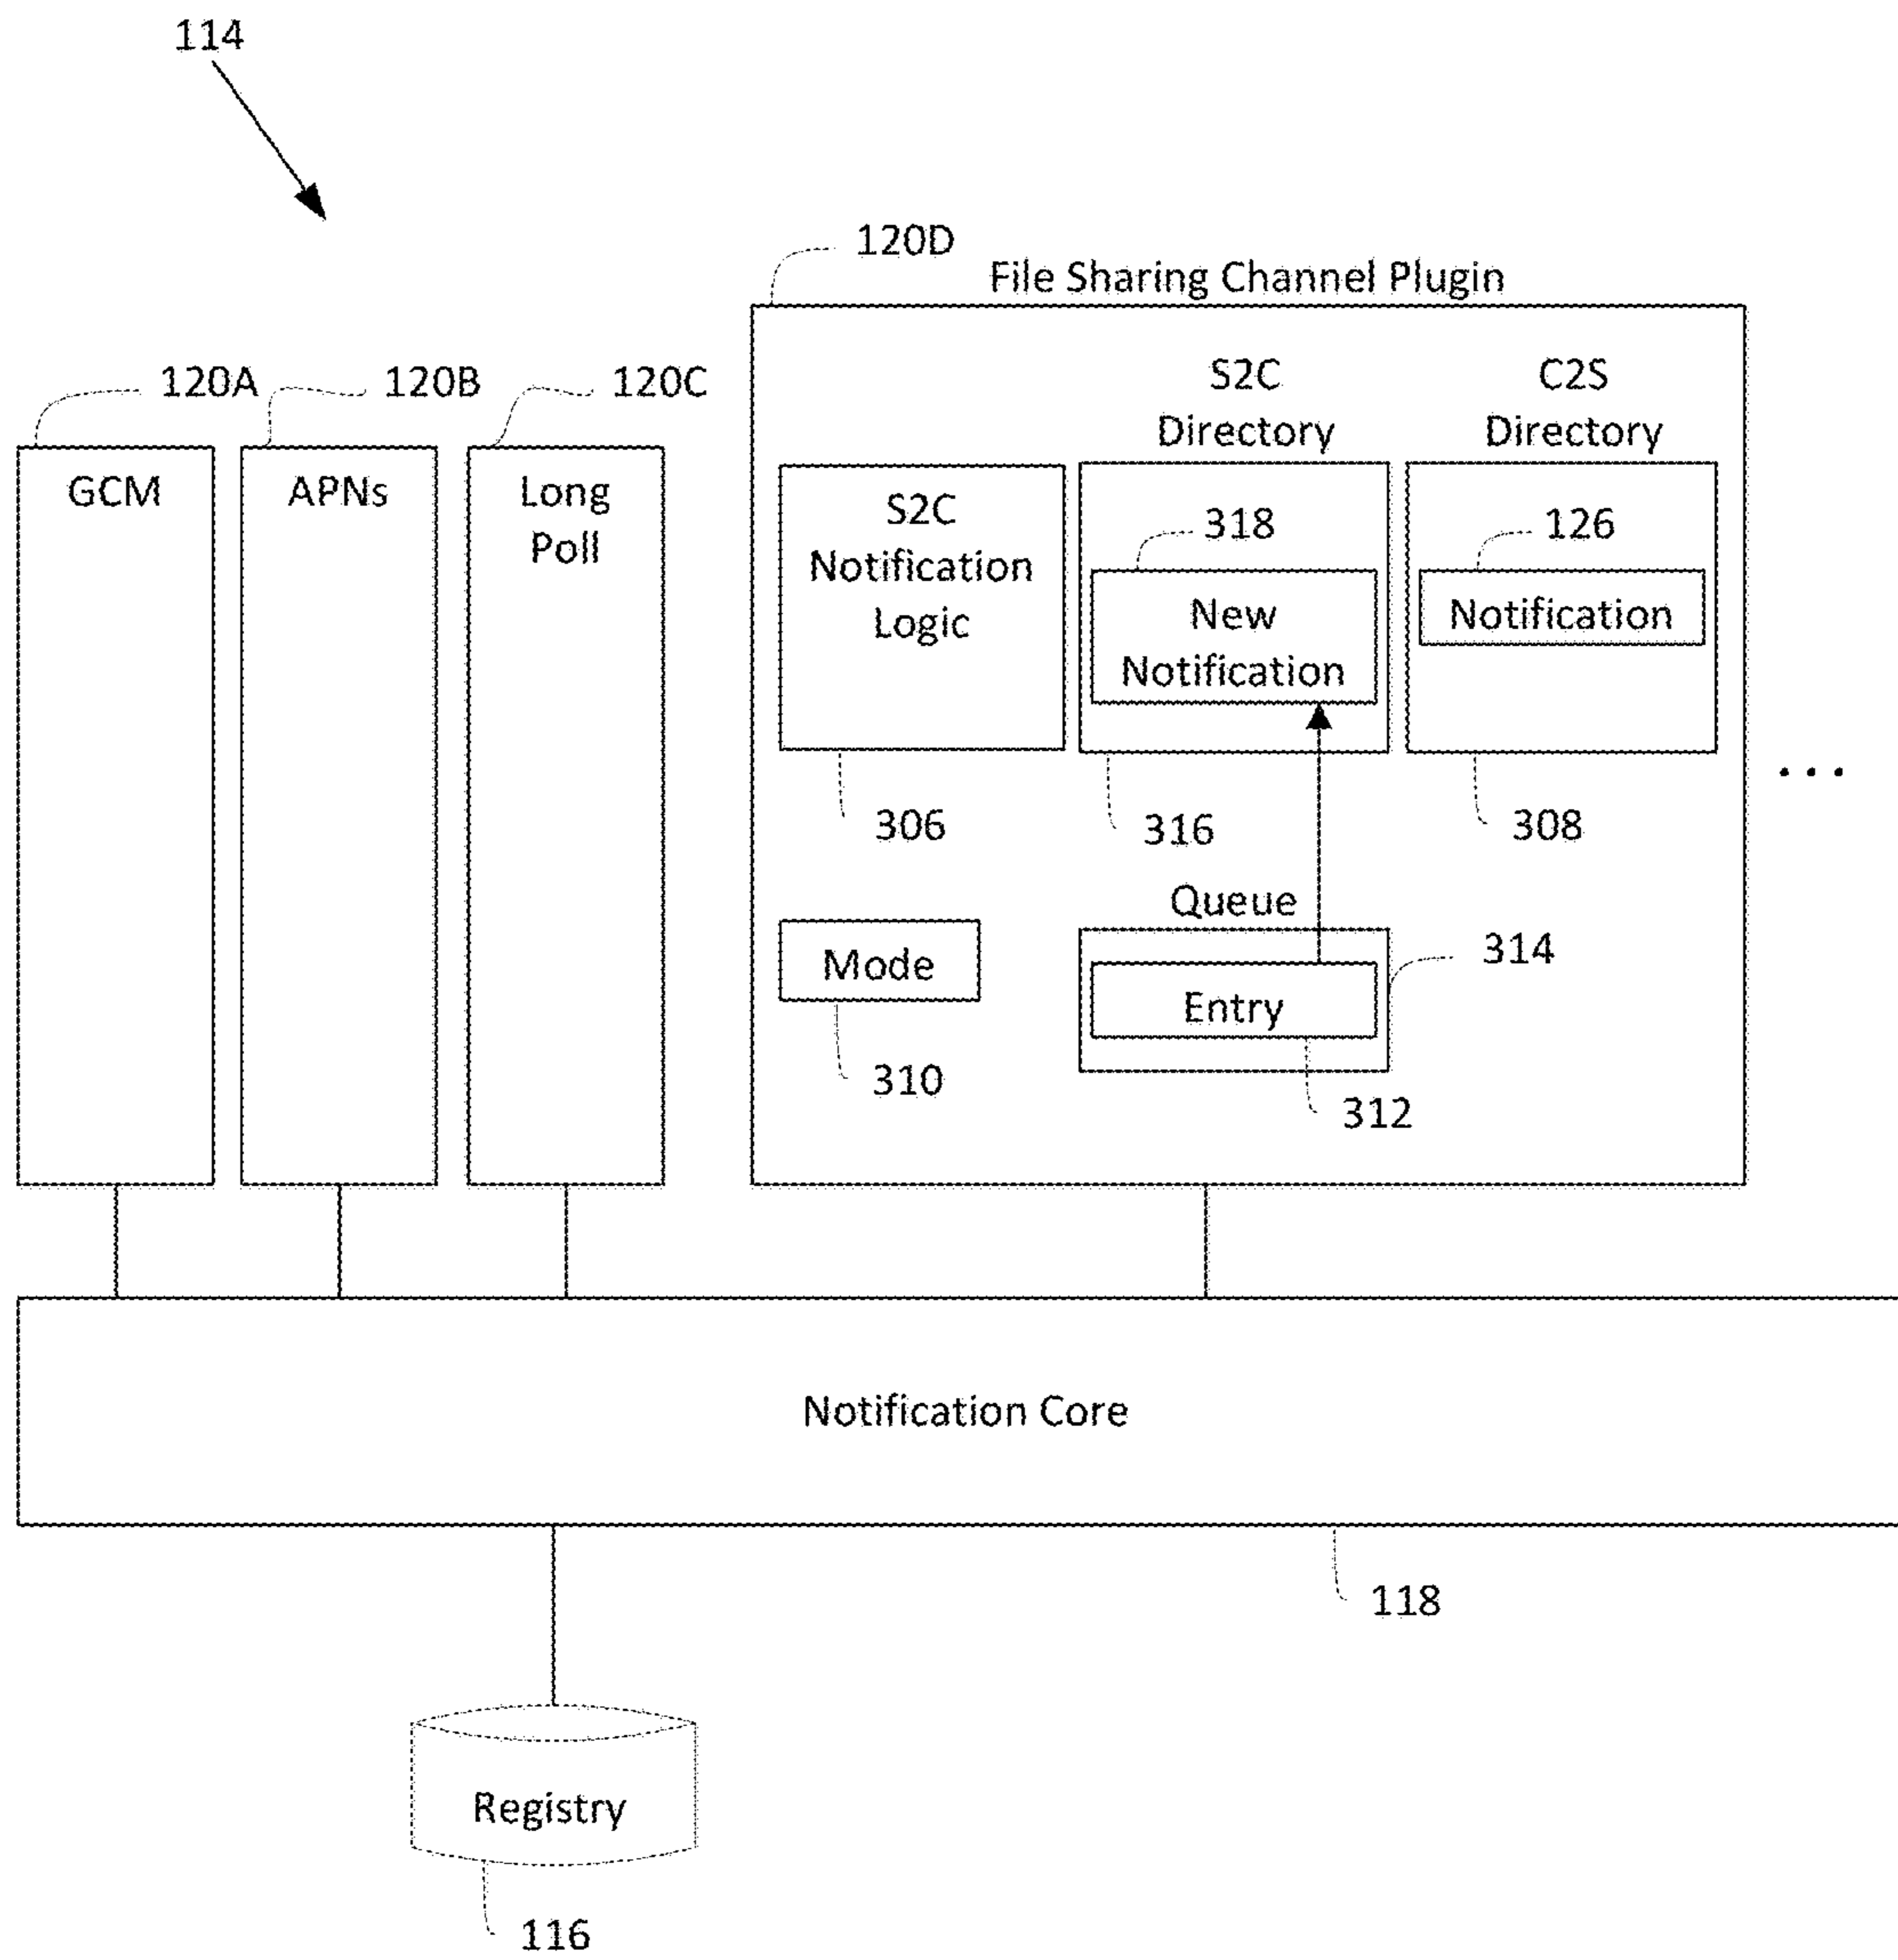 114
120D
File Sharing Channel Plugin
120A
120B
120C
GCM
APNs
Long
Poll
S2C
Notification
Logic
306
S2C
Directory
318
New
Notification
316
C2S
Directory
126
Notification
308
...
Mode
310
Queue
314
Entry
312
Notification Core
118
Registry
116